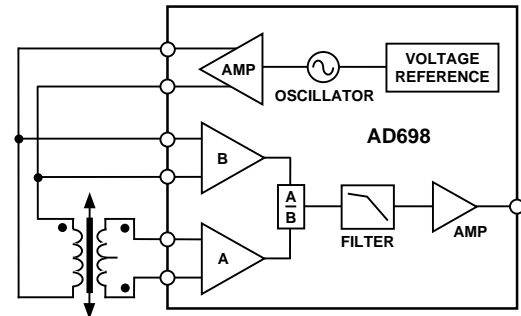 AMP
OSCILLATOR
VOLTAGE
REFERENCE
AD698
B
A
B
A
FILTER
AMP